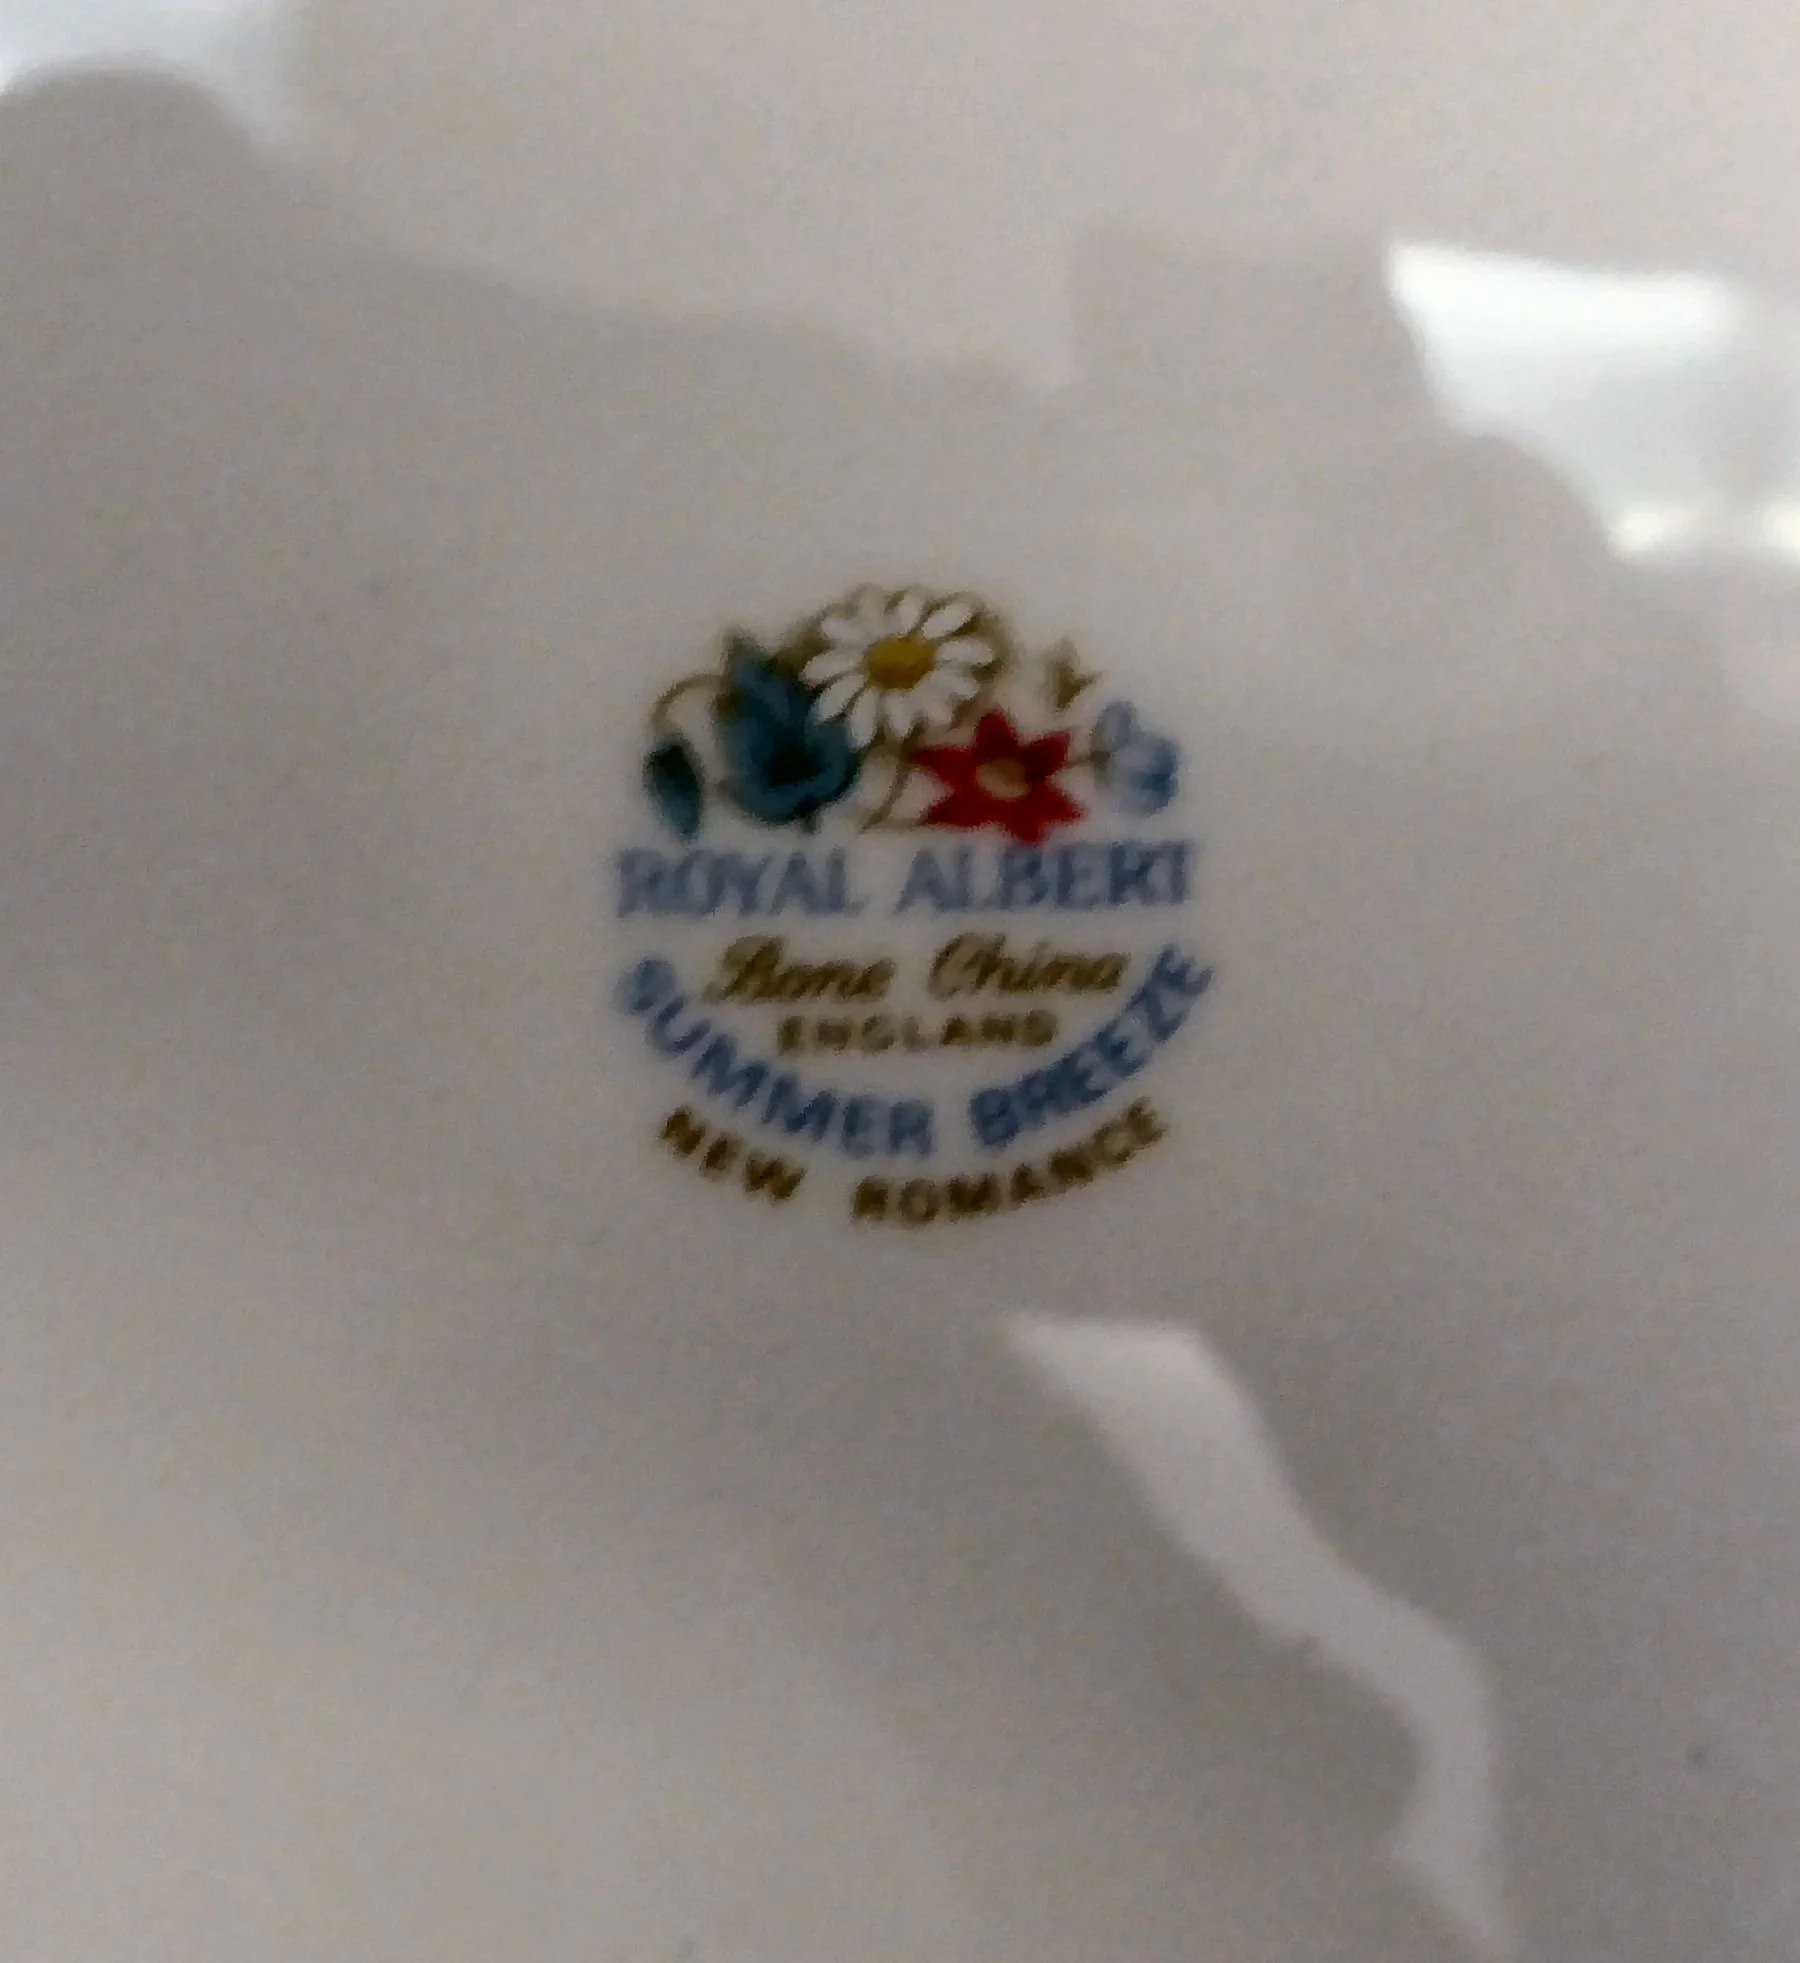 ROYAL ALBERT
Bone China
ENGLAND
SUMMER BREEZE
NEW ROMANCE